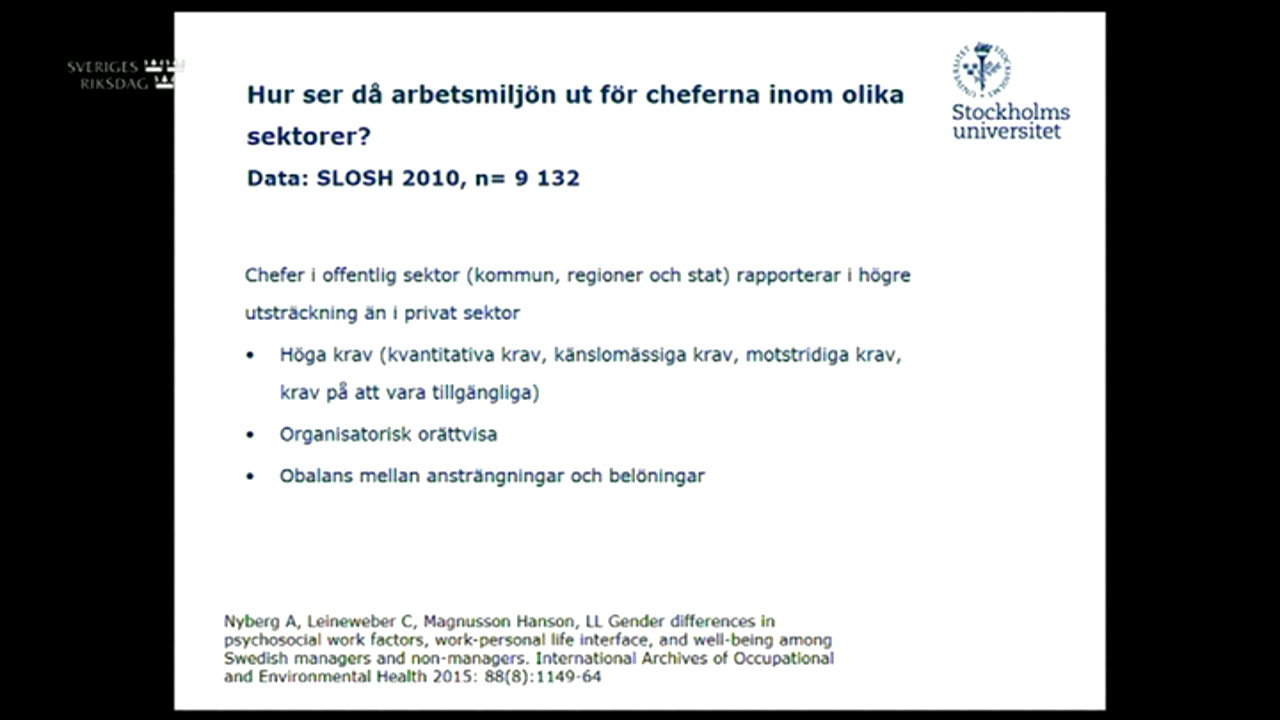 SVERIGES
RIKSDAG
Hur ser då arbetsmiljön ut för cheferna inom olika
sektorer?
Data: SLOSH 2010, n= 9 132
Stockholms
universitet
Chefer i offentlig sektor (kommun, regioner och stat) rapporterar i högre
utsträckning än i privat sektor
• Höga krav (kvantitativa krav, känslomässiga krav, motstridiga krav,
krav på att vara tillgängliga)
• Organisatorisk orättvisa
• Obalans mellan ansträngningar och belöningar
Nyberg A, Leineweber C, Magnusson Hanson, LL Gender differences in
psychosocial work factors, work-personal life interface, and well-being among
Swedish managers and non-managers. International Archives of Occupational
and Environmental Health 2015: 88(8):1149-64